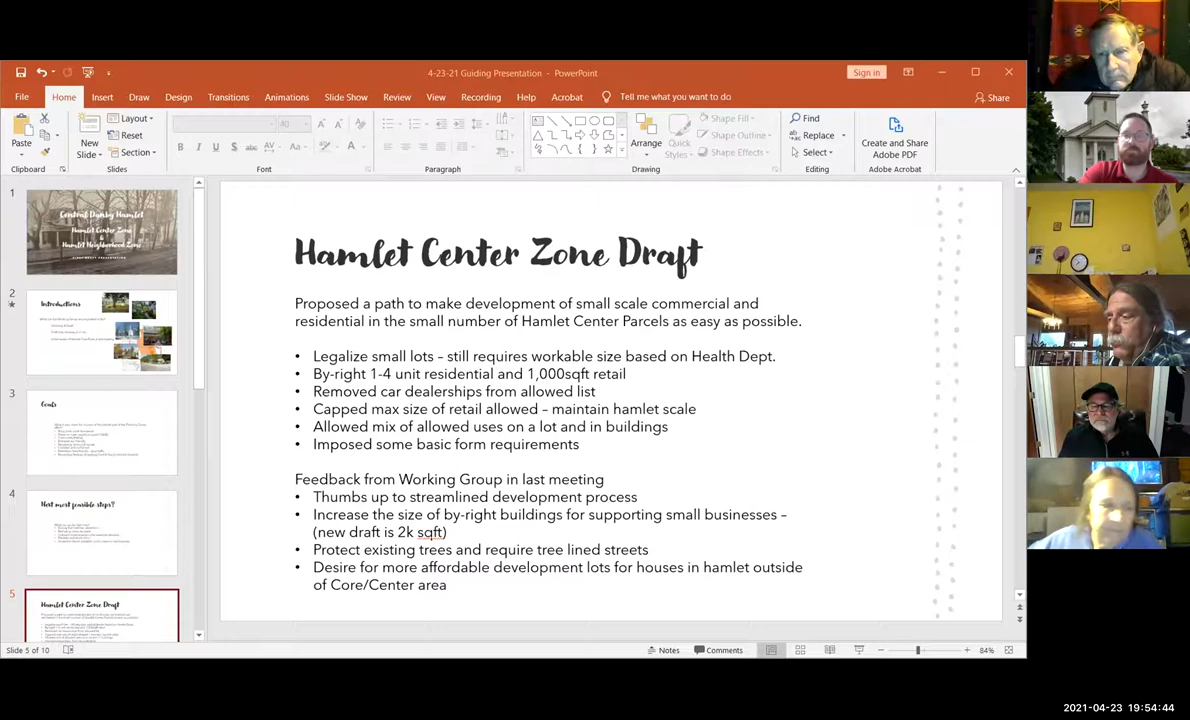 4-23-21 Guiding Presentation - PowerPoint
Sign in
File Home Insert Draw Design Transitions Animations Slide Show Review View Recording Help Acrobat Tell me what you want to do
Share
Paste
Clipboard
New
Slide
Layout
Reset
Section
Slides
40
Font
Paragraph
Arrange
Quick
Styles
Shape Fill
Shape Outline
Shape Effects
Drawing
Find
Replace
Select
Editing
Create and Share
Adobe PDF
Adobe Acrobat
1
Central Danby Hamlet
Hamlet Center Zone
&
Hamlet Neighborhood Zone
2
Introductions
3
Goals
4
Next most feasible steps?
5
Hamlet Center Zone Draft
Hamlet Center Zone Draft
Proposed a path to make development of small scale commercial and
residential in the small number of Hamlet Center Parcels as easy as possible.
• Legalize small lots – still requires workable size based on Health Dept.
• By-right 1-4 unit residential and 1,000sqft retail
• Removed car dealerships from allowed list
• Capped max size of retail allowed – maintain hamlet scale
• Allowed mix of allowed uses on a lot and in buildings
• Imposed some basic form requirements
Feedback from Working Group in last meeting
• Thumbs up to streamlined development process
• Increase the size of by-right buildings for supporting small businesses –
(new draft is 2k sqft)
• Protect existing trees and require tree lined streets
• Desire for more affordable development lots for houses in hamlet outside
of Core/Center area
Slide 5 of 10
Notes
Comments
84%
2021-04-23 19:54:44